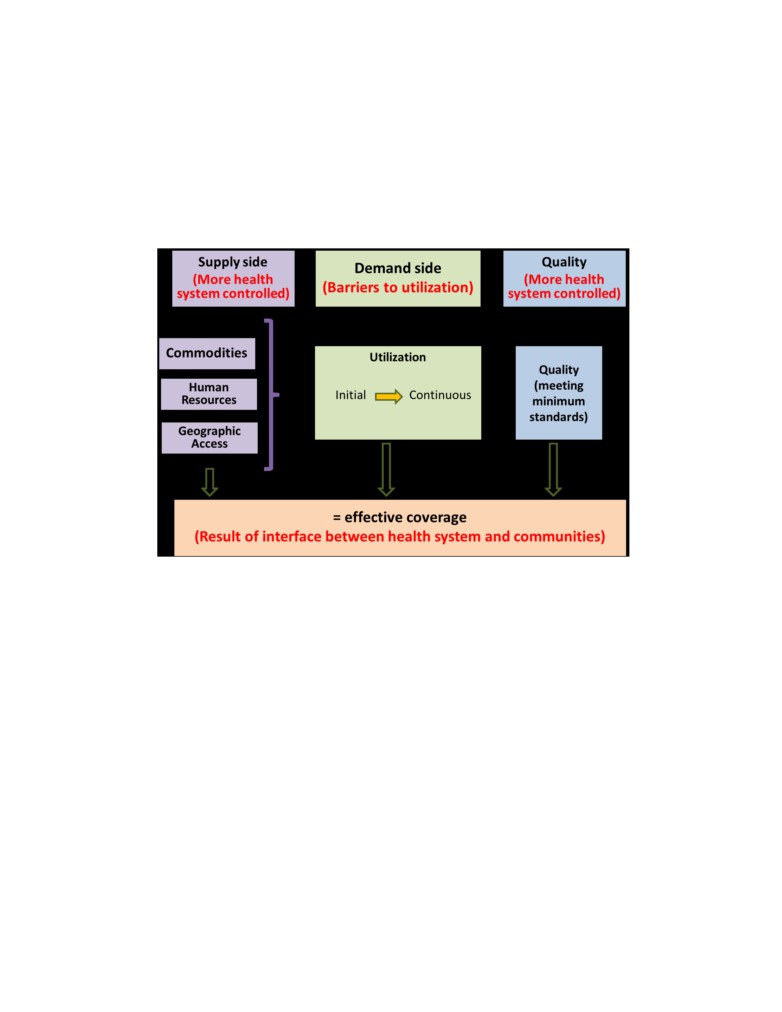 Supply side
(More health
system controlled)
Demand side
(Barriers to utilization)
Quality
(More health
system controlled)
Commodities
Human
Resources
Geographic
Access
Utilization
Initial Continuous
Quality
(meeting
minimum
standards)
= effective coverage
(Result of interface between health system and communities)